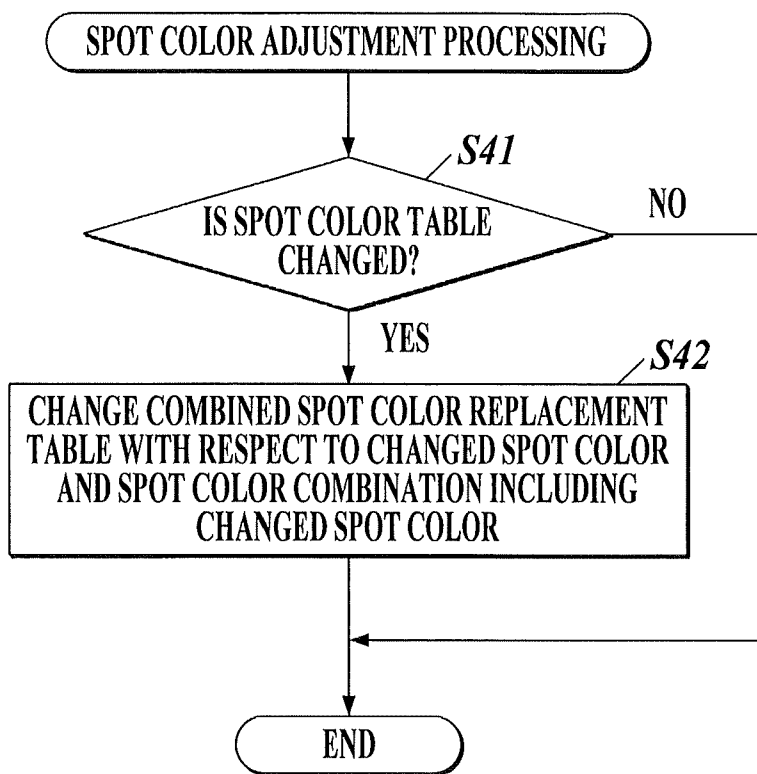 SPOT COLOR ADJUSTMENT PROCESSING
S41
IS SPOT COLOR TABLE
CHANGED?
NO
YES
S42
CHANGE COMBINED SPOT COLOR REPLACEMENT
TABLE WITH RESPECT TO CHANGED SPOT COLOR
AND SPOT COLOR COMBINATION INCLUDING
CHANGED SPOT COLOR
END